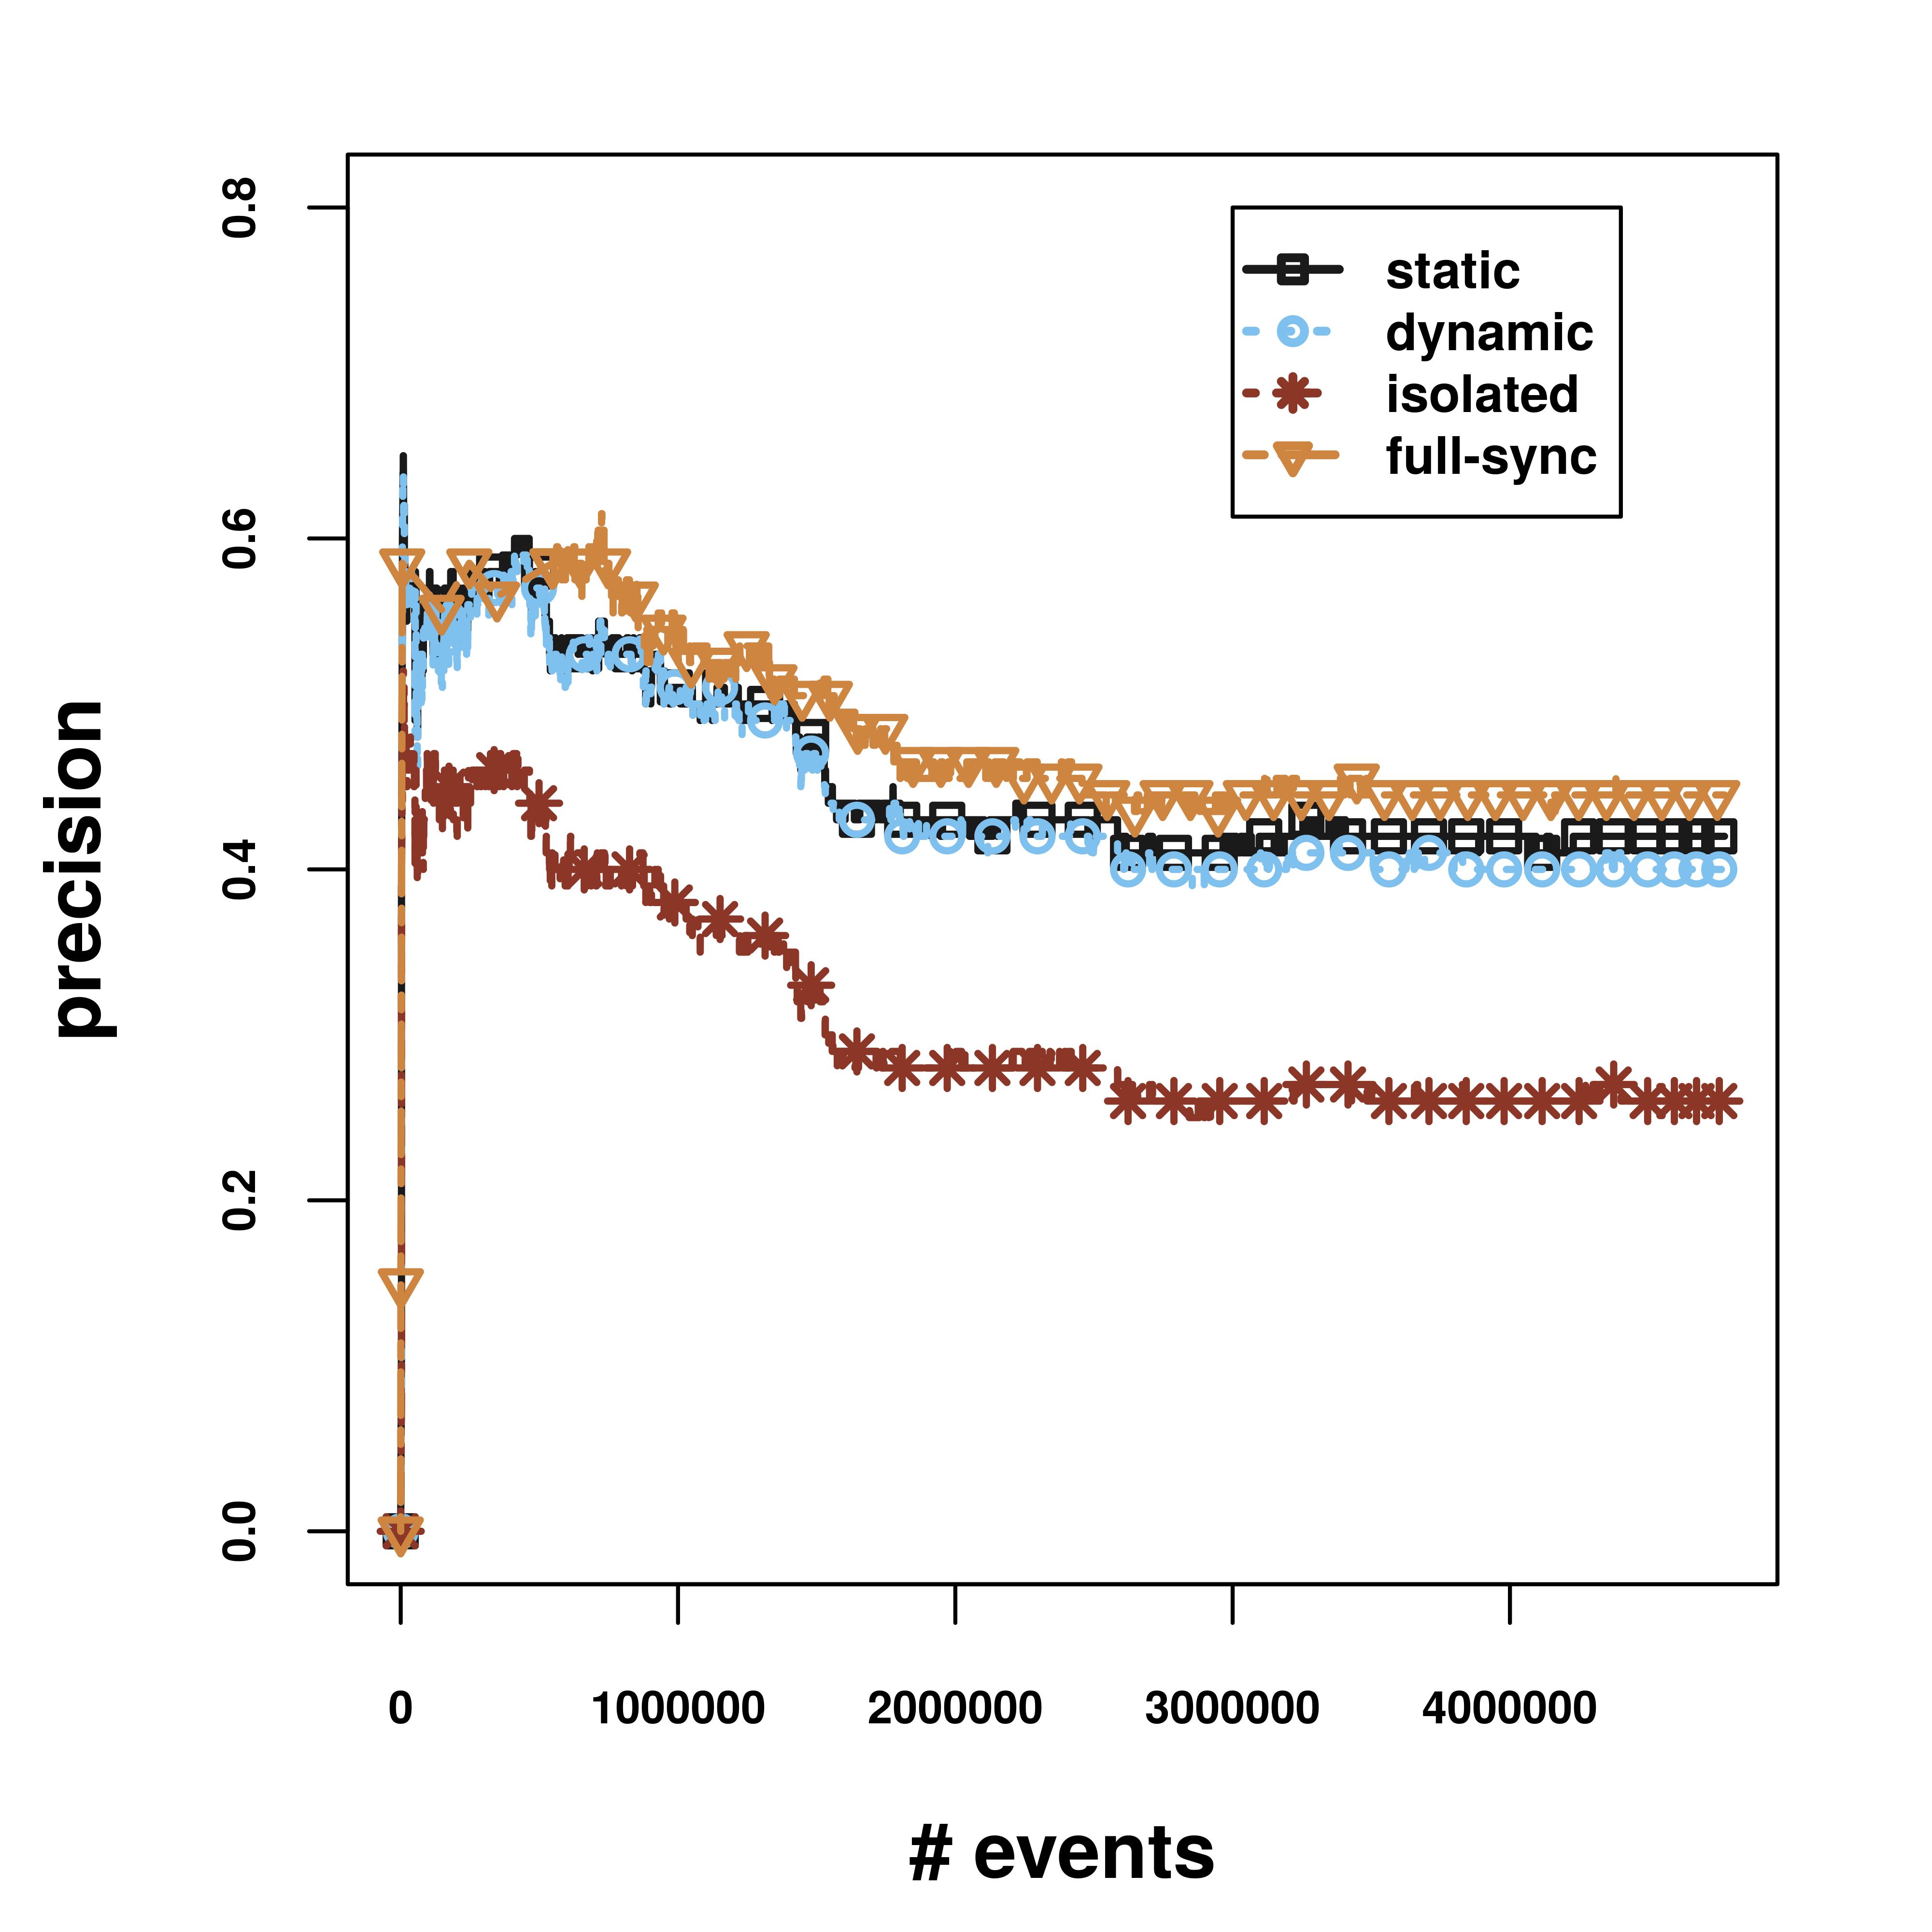 precision
0.8
0.6
0.4
0.2
0.0
static
dynamic
isolated
full-sync
0 1000000 2000000 3000000 4000000
# events